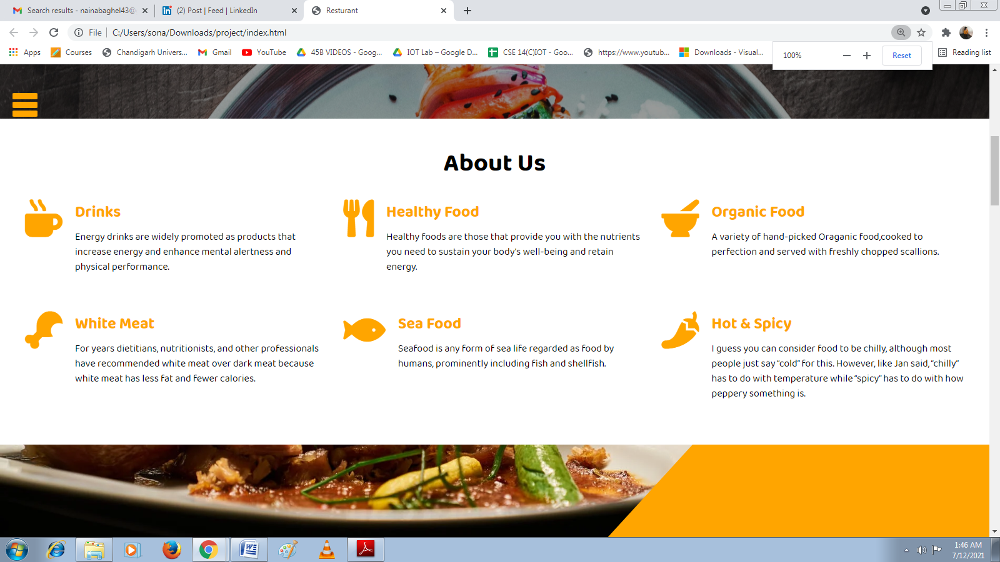 Search results - nainabaghel43@
(2) Post | Feed | LinkedIn
Resturant
File
C:/Users/sona/Downloads/project/index.html
Apps
Courses
Chandigarh Univers...
Gmail
YouTube
45B VIDEOS - Goog...
IOT Lab – Google D...
CSE 14(C)IOT - Goo...
https://www.youtub...
Downloads - Visual...
Reading list
100%
Reset
About Us
Drinks
Energy drinks are widely promoted as products that
increase energy and enhance mental alertness and
physical performance.
Healthy Food
Healthy foods are those that provide you with the nutrients
you need to sustain your body's well-being and retain
energy.
Organic Food
A variety of hand-picked Oraganic food,cooked to
perfection and served with freshly chopped scallions.
White Meat
For years dietitians, nutritionists, and other professionals
have recommended white meat over dark meat because
white meat has less fat and fewer calories.
Sea Food
Seafood is any form of sea life regarded as food by
humans, prominently including fish and shellfish.
Hot & Spicy
I guess you can consider food to be chilly, although most
people just say “cold” for this. However, like Jan said, “chilly”
has to do with temperature while “spicy” has to do with how
peppery something is.
1:46 AM
7/12/2021